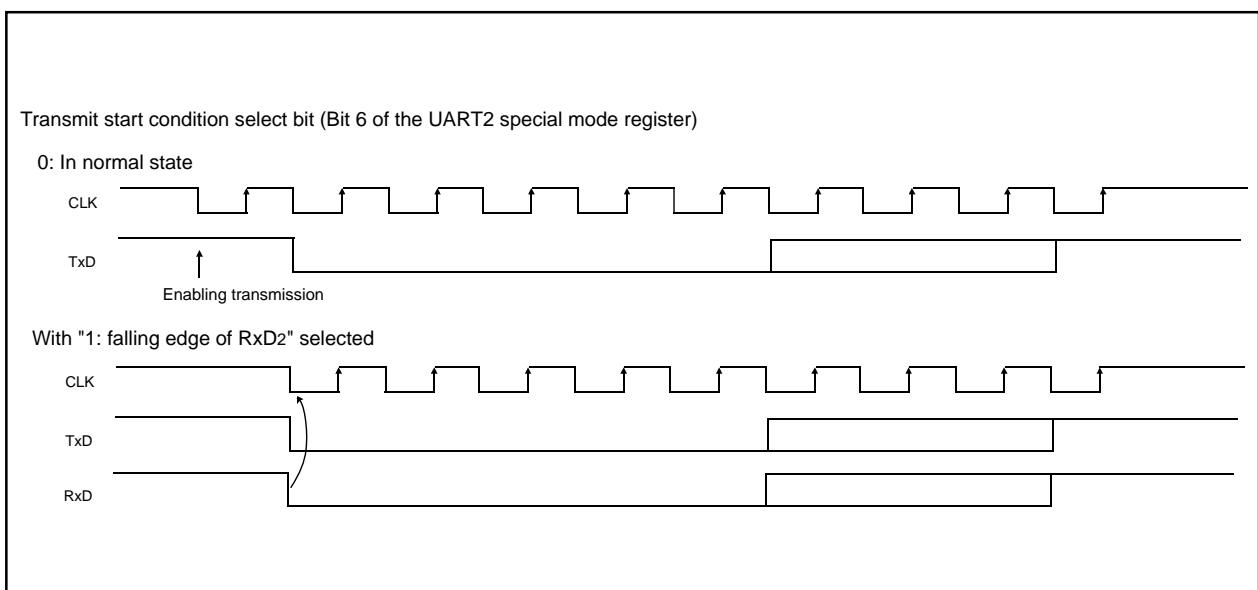 Transmit start condition select bit (Bit 6 of the UART2 special mode register)
0: In normal state
CLK
TxD
Enabling transmission
With "1: falling edge of RxD2" selected
CLK
TxD
RxD